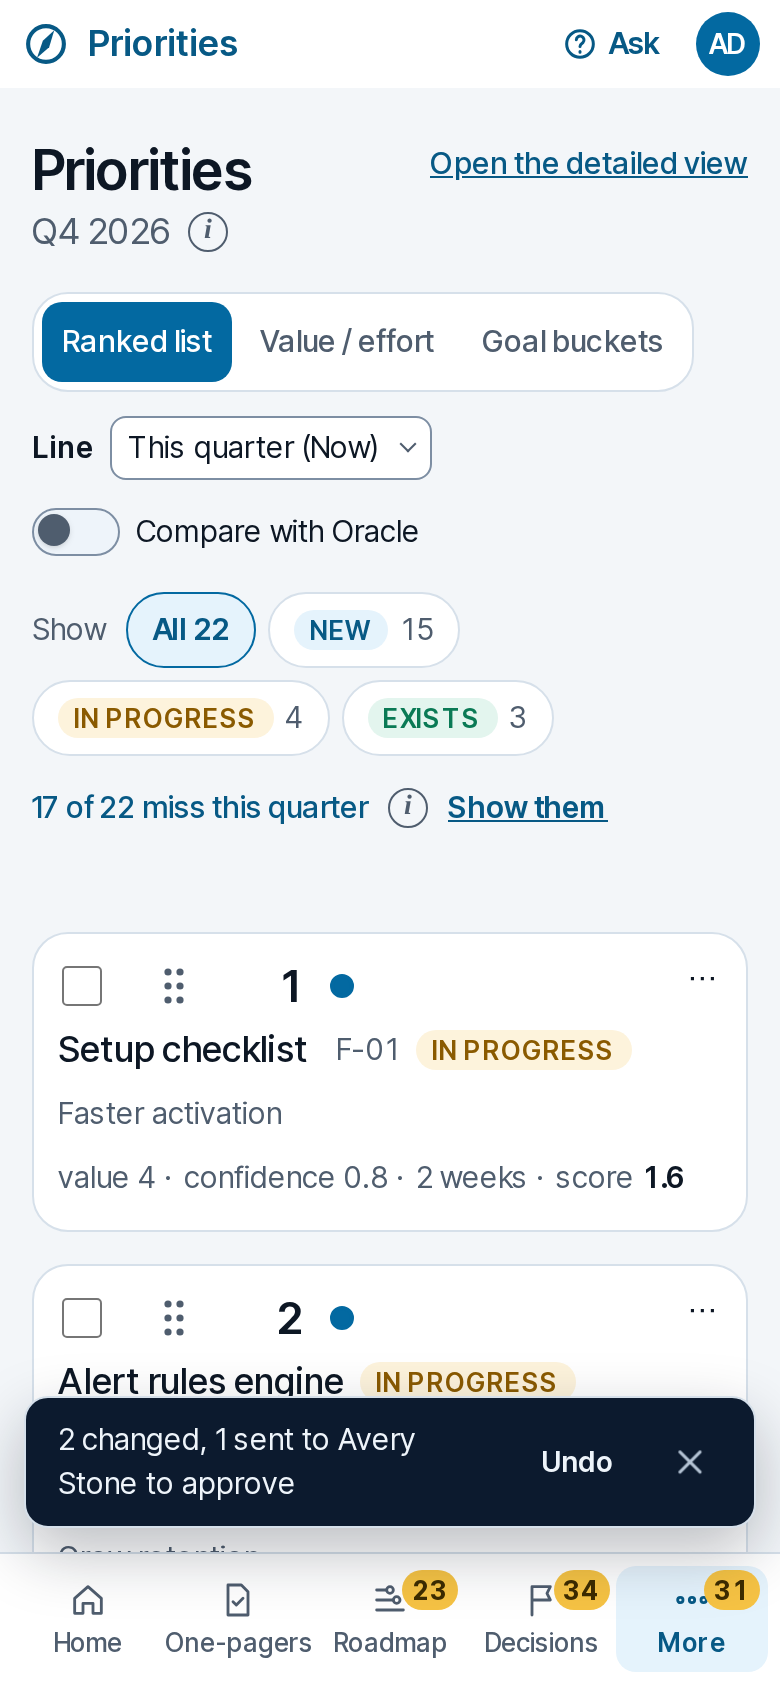 Priorities
Ask
AD
Priorities
Open the detailed view
Q4 2026 i
Ranked list
Value / effort
Goal buckets
Line
This quarter (Now)
Compare with Oracle
Show
All 22
NEW 15
IN PROGRESS 4
EXISTS 3
17 of 22 miss this quarter i Show them
1
...
Setup checklist F-01 IN PROGRESS
Faster activation
value 4 · confidence 0.8 · 2 weeks · score 1.6
2
...
Alert rules engine IN PROGRESS
2 changed, 1 sent to Avery
Stone to approve
Undo
23
34
31
Home
One-pagers
Roadmap
Decisions
More